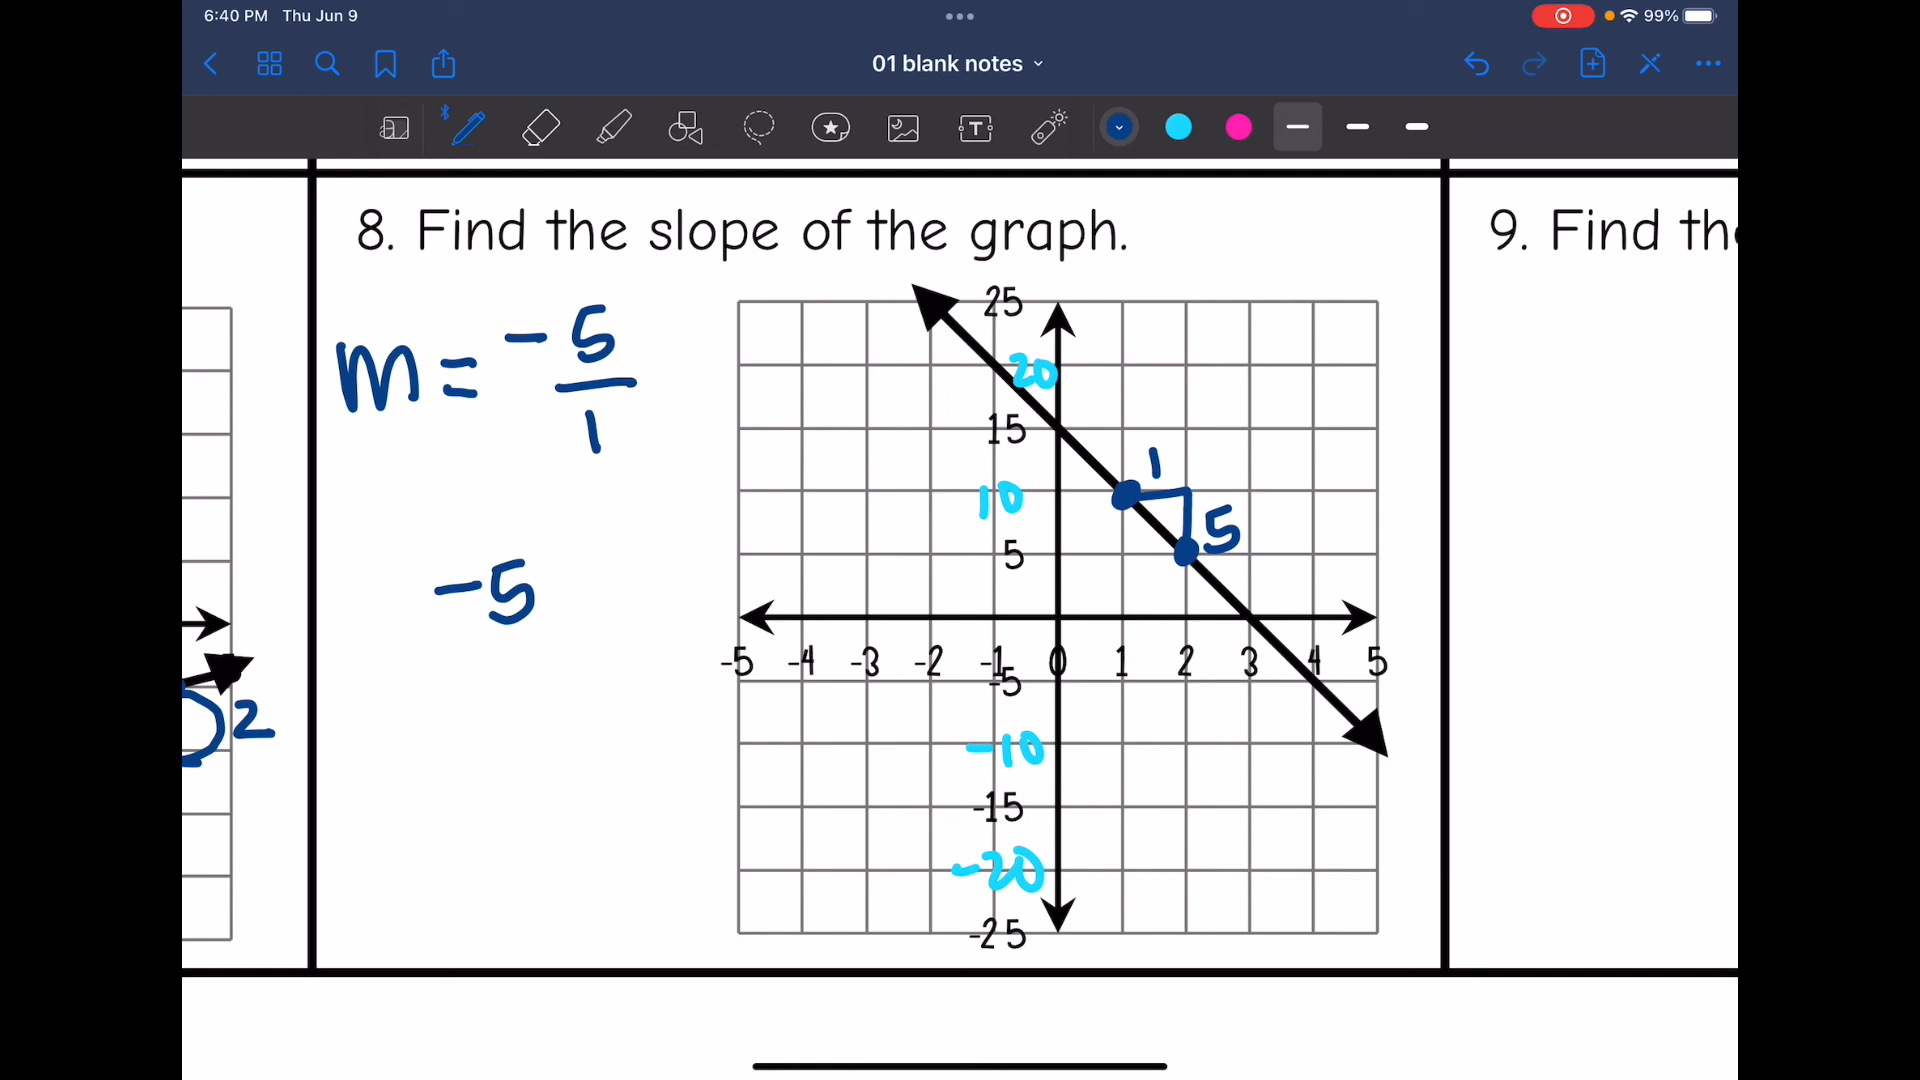 6:40 PM Thu Jun 9
99%
01 blank notes
8. Find the slope of the graph.
9. Find the
m = - 5
1
-5
25
20
15
10
5
1
5
-5 -4 -3 -2 -1 0 1 2 3 4 5
-5
-10
-15
-20
-25
2